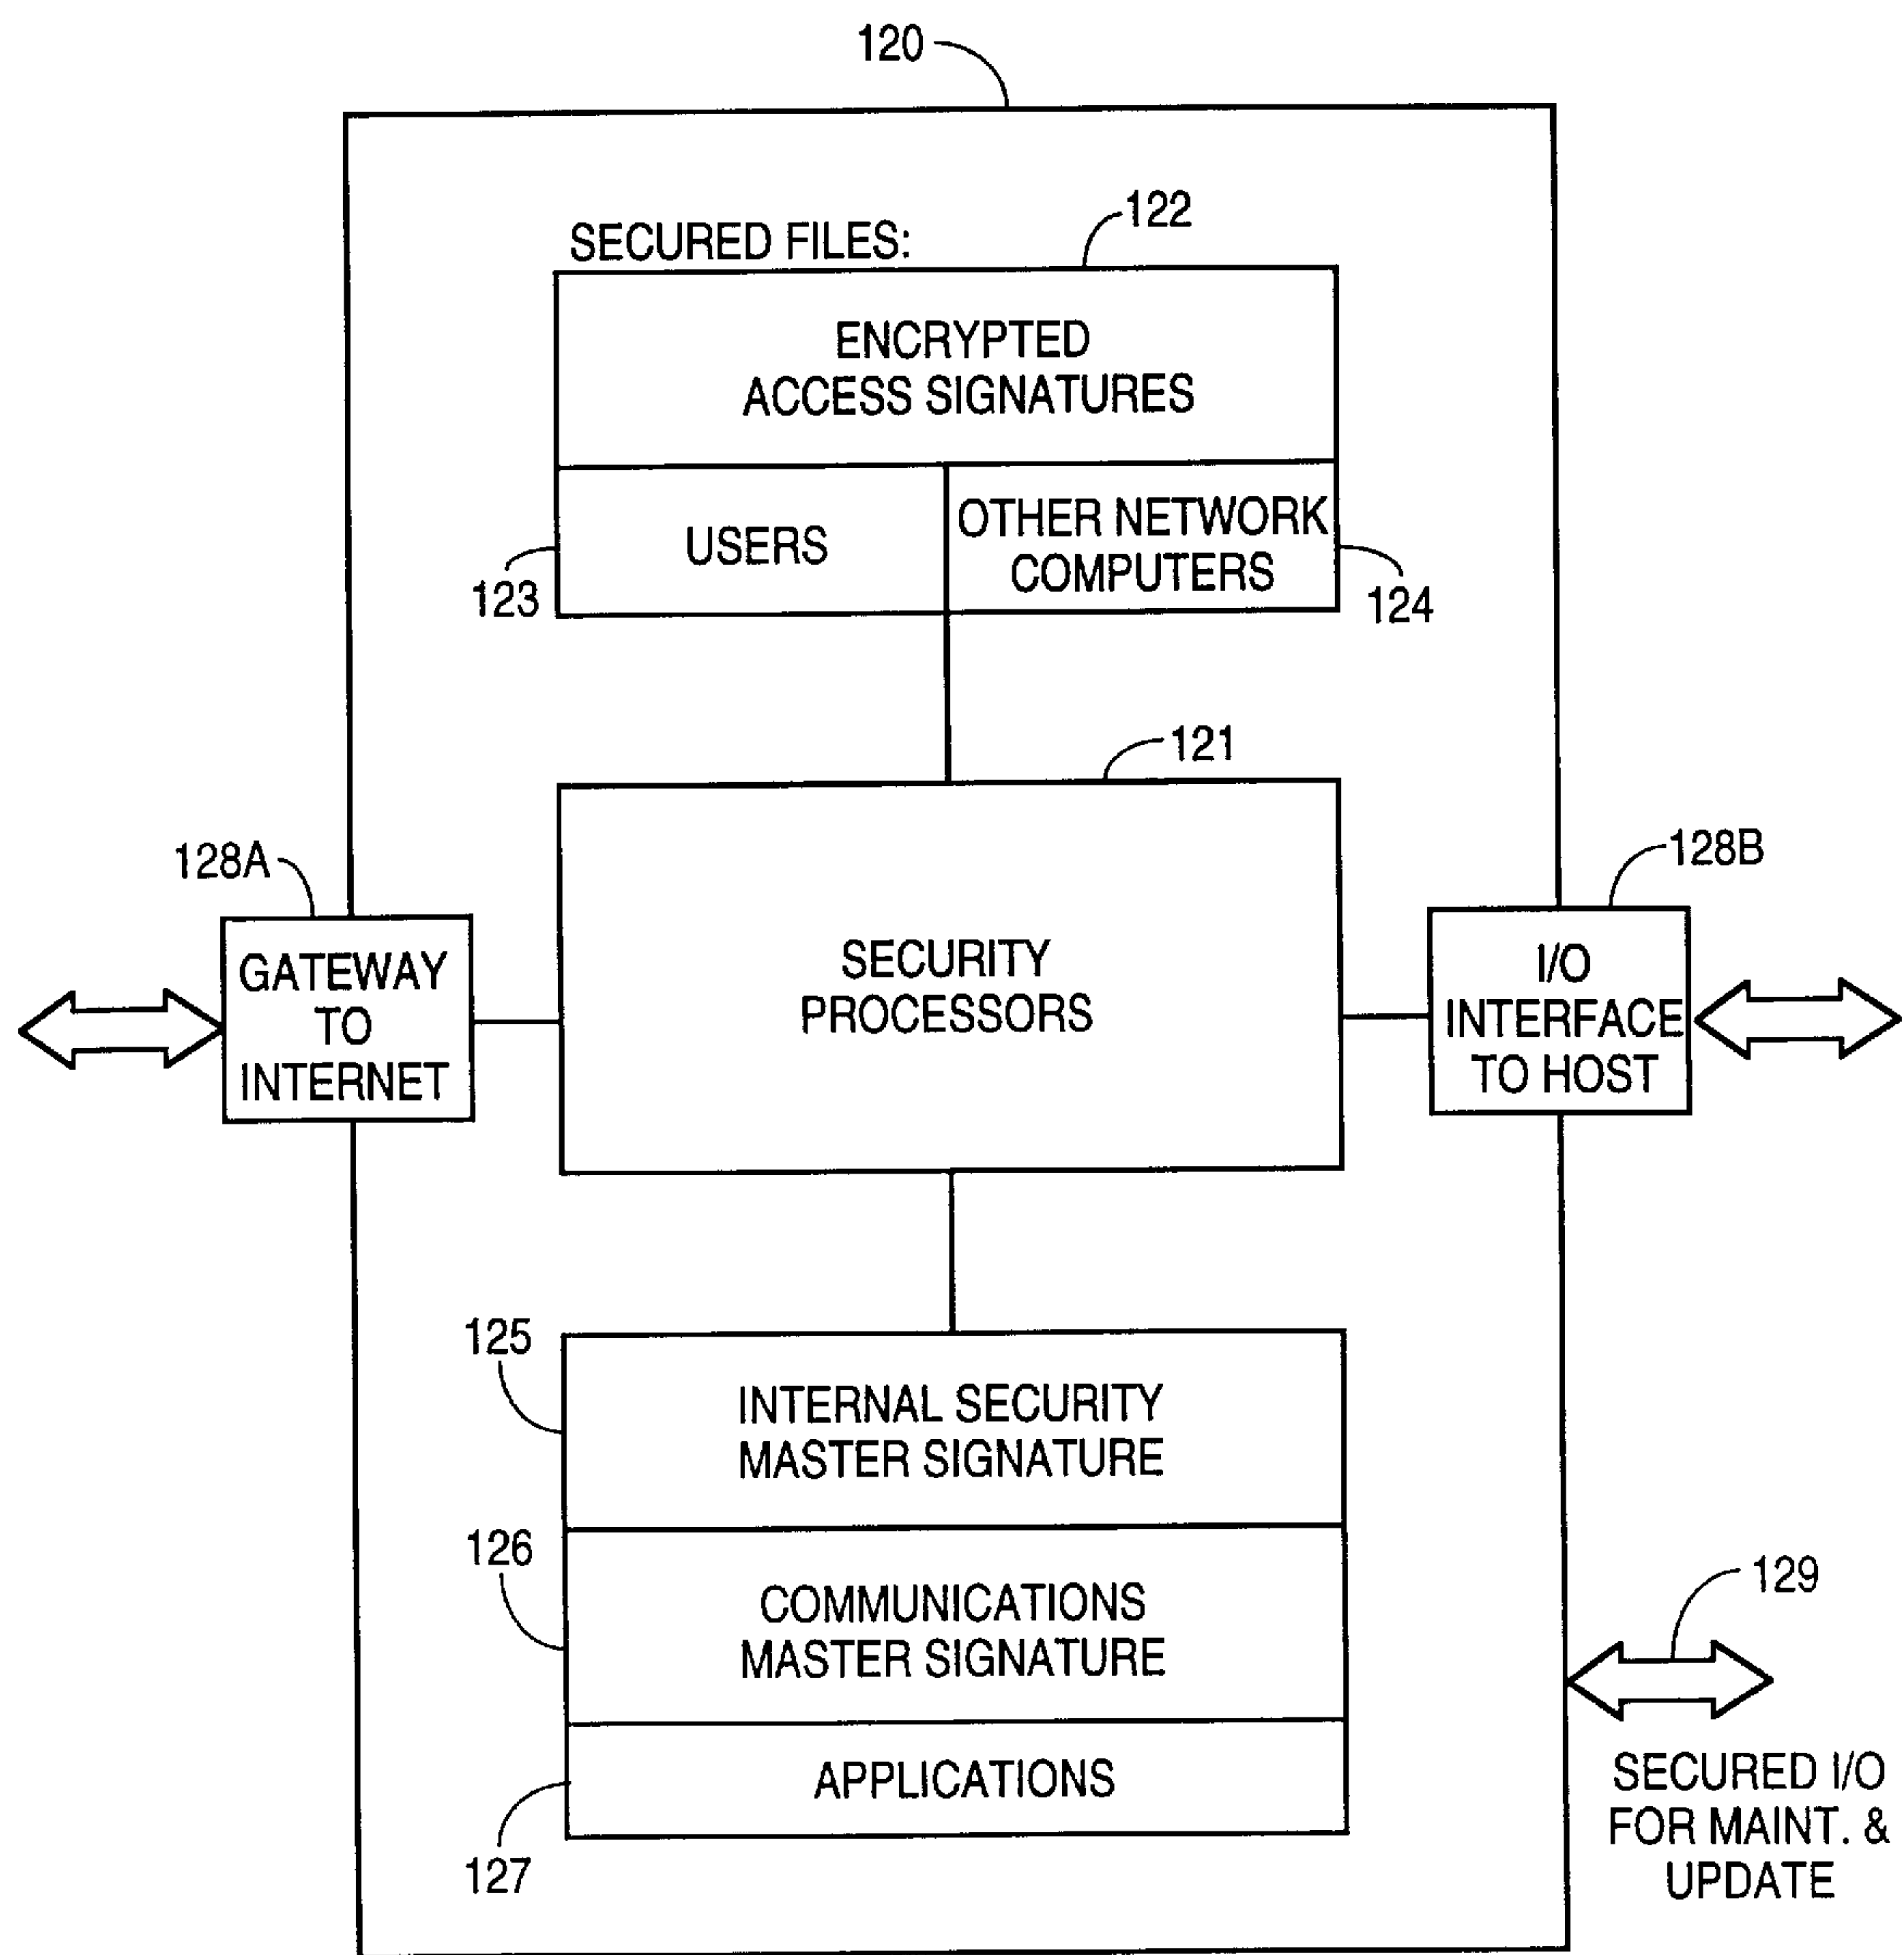 120
122
SECURED FILES:
ENCRYPTED
ACCESS SIGNATURES
USERS
OTHER NETWORK
COMPUTERS
123
124
121
128A
128B
GATEWAY
TO
INTERNET
SECURITY
PROCESSORS
I/O
INTERFACE
TO HOST
125
INTERNAL SECURITY
MASTER SIGNATURE
126
COMMUNICATIONS
MASTER SIGNATURE
129
APPLICATIONS
127
SECURED I/O
FOR MAINT. &
UPDATE